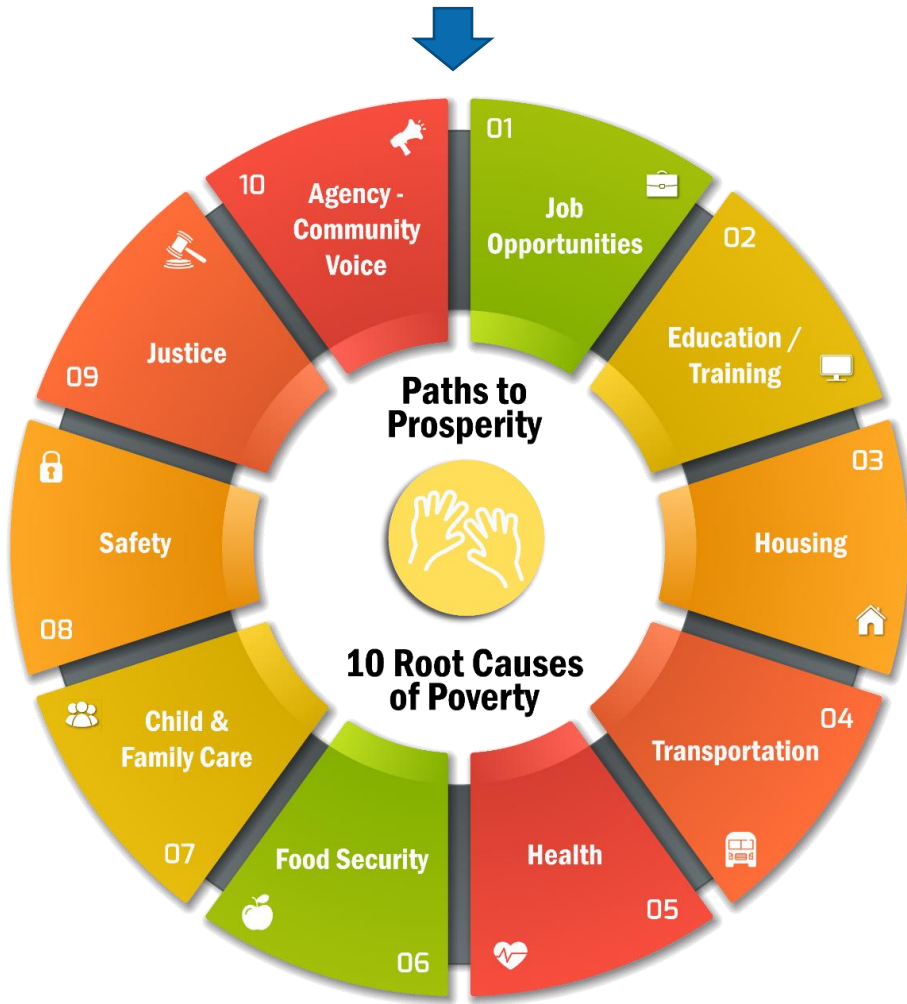 Paths to
Prosperity
10 Root Causes
of Poverty
01
Job
Opportunities
02
Education /
Training
03
Housing
04
Transportation
Health
05
Food Security
06
Child &
Family Care
07
Safety
08
Justice
09
10
Agency -
Community
Voice